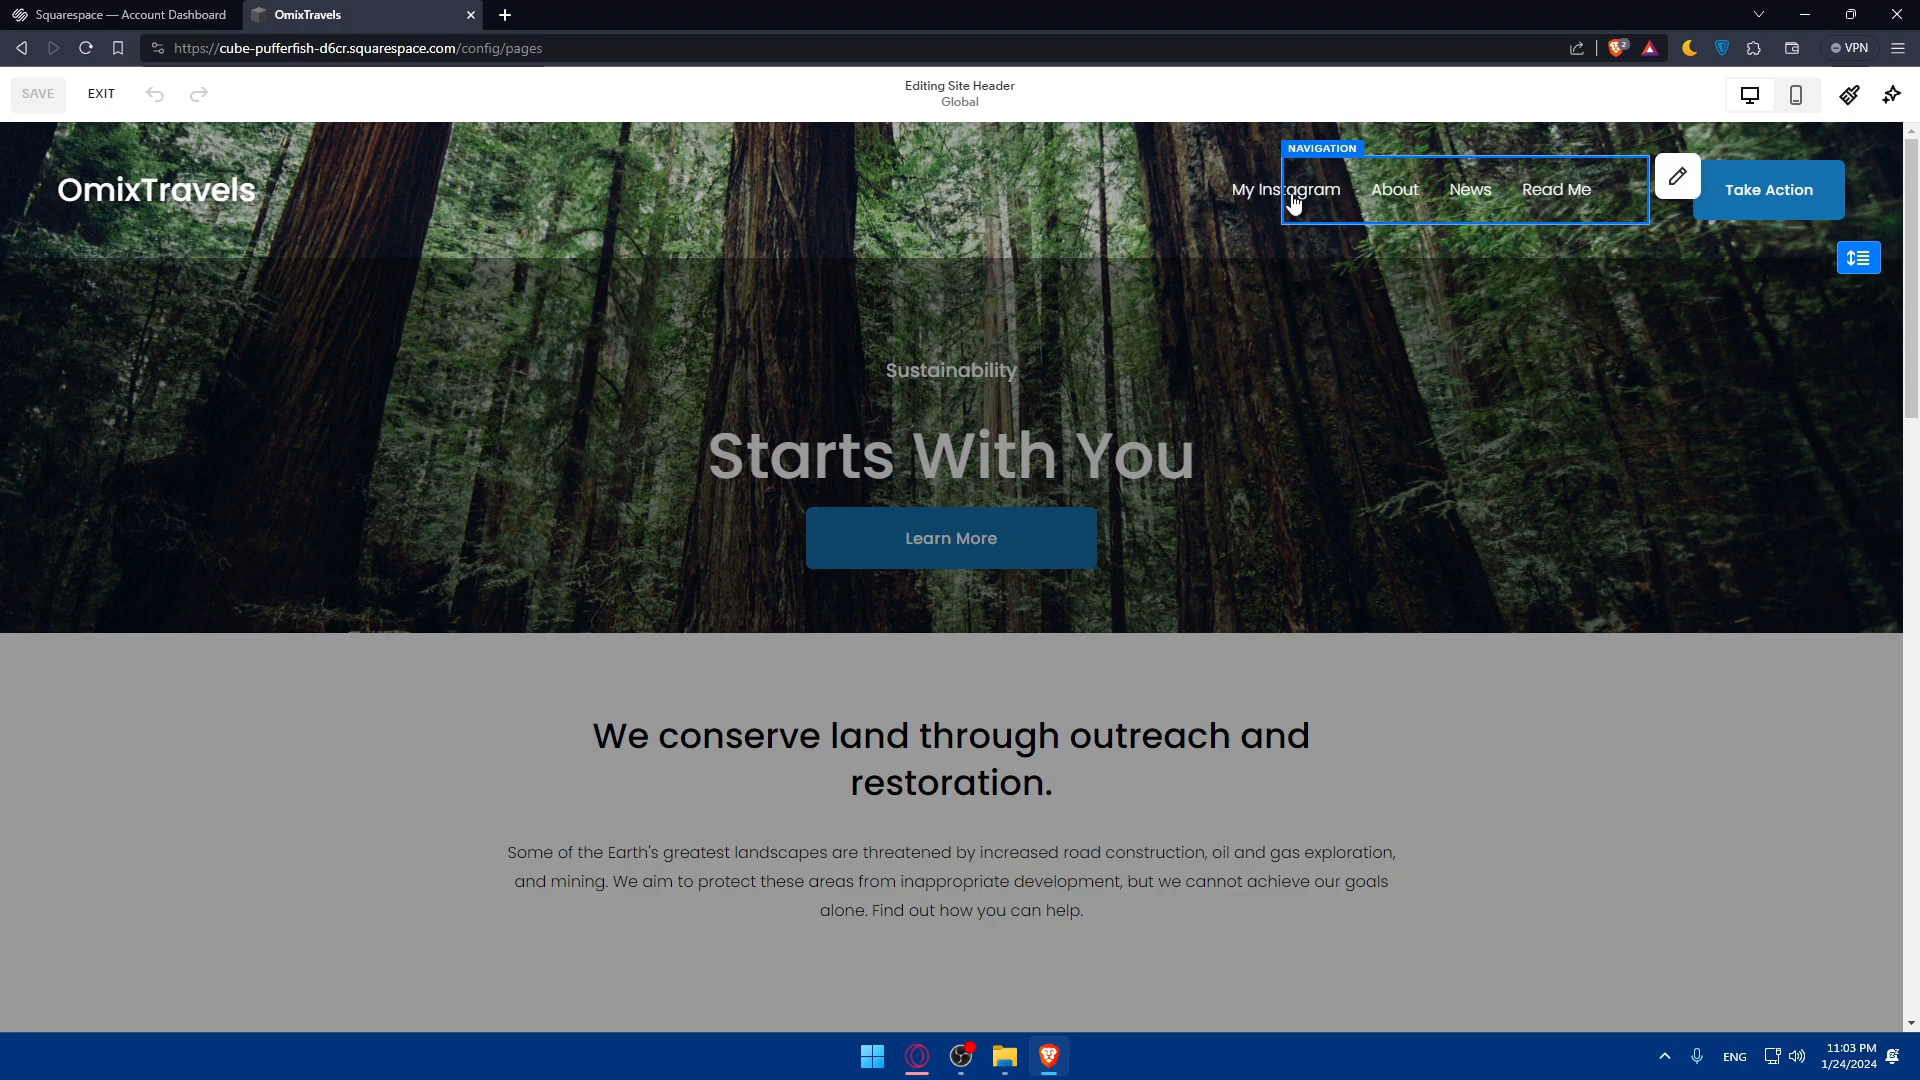 Squarespace — Account Dashboard
OmixTravels
https://cube-pufferfish-d6cr.squarespace.com/config/pages
2
VPN
SAVE
EXIT
Editing Site Header
Global
NAVIGATION
OmixTravels
My Instagram
About
News
Read Me
Take Action
Sustainability
Starts With You
Learn More
We conserve land through outreach and
restoration.
Some of the Earth's greatest landscapes are threatened by increased road construction, oil and gas exploration,
and mining. We aim to protect these areas from inappropriate development, but we cannot achieve our goals
alone. Find out how you can help.
ENG
11:03 PM
1/24/2024